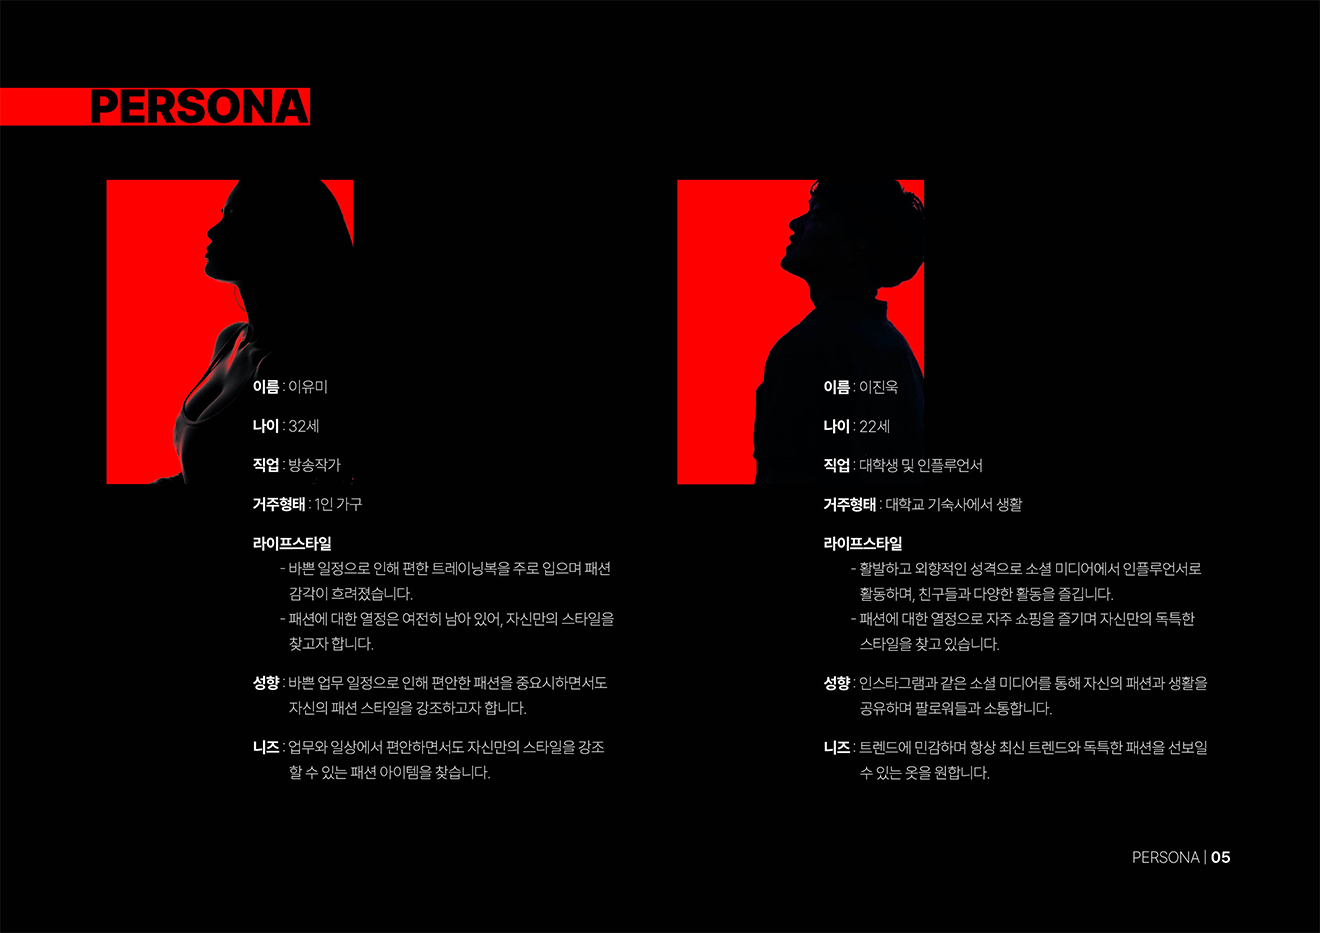 PERSONA
이름 : 이유미
나이 : 32세
직업 : 방송작가
거주형태 : 1인 가구
라이프스타일
- 바쁜 일정으로 인해 편한 트레이닝복을 주로 입으며 패션
감각이 흐려졌습니다.
- 패션에 대한 열정은 여전히 남아 있어, 자신만의 스타일을
찾고자 합니다.
성향 : 바쁜 업무 일정으로 인해 편안한 패션을 중요시하면서도
자신의 패션 스타일을 강조하고자 합니다.
니즈 : 업무와 일상에서 편안하면서도 자신만의 스타일을 강조
할 수 있는 패션 아이템을 찾습니다.
이름 : 이진욱
나이 : 22세
직업 : 대학생 및 인플루언서
거주형태 : 대학교 기숙사에서 생활
라이프스타일
- 활발하고 외향적인 성격으로 소셜 미디어에서 인플루언서로
활동하며, 친구들과 다양한 활동을 즐깁니다.
- 패션에 대한 열정으로 자주 쇼핑을 즐기며 자신만의 독특한
스타일을 찾고 있습니다.
성향 : 인스타그램과 같은 소셜 미디어를 통해 자신의 패션과 생활을
공유하며 팔로워들과 소통합니다.
니즈 : 트렌드에 민감하며 항상 최신 트렌드와 독특한 패션을 선보일
수 있는 옷을 원합니다.
PERSONA | 05